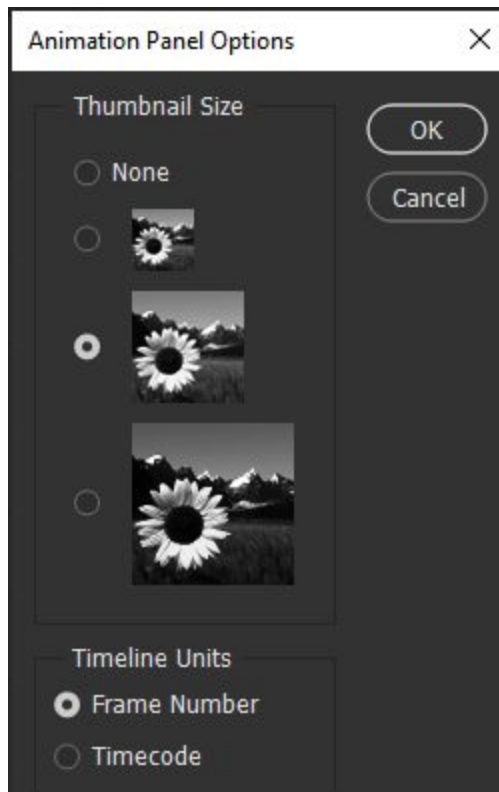 Animation Panel Options
Thumbnail Size
OK
None
Cancel
Timeline Units
Frame Number
Timecode